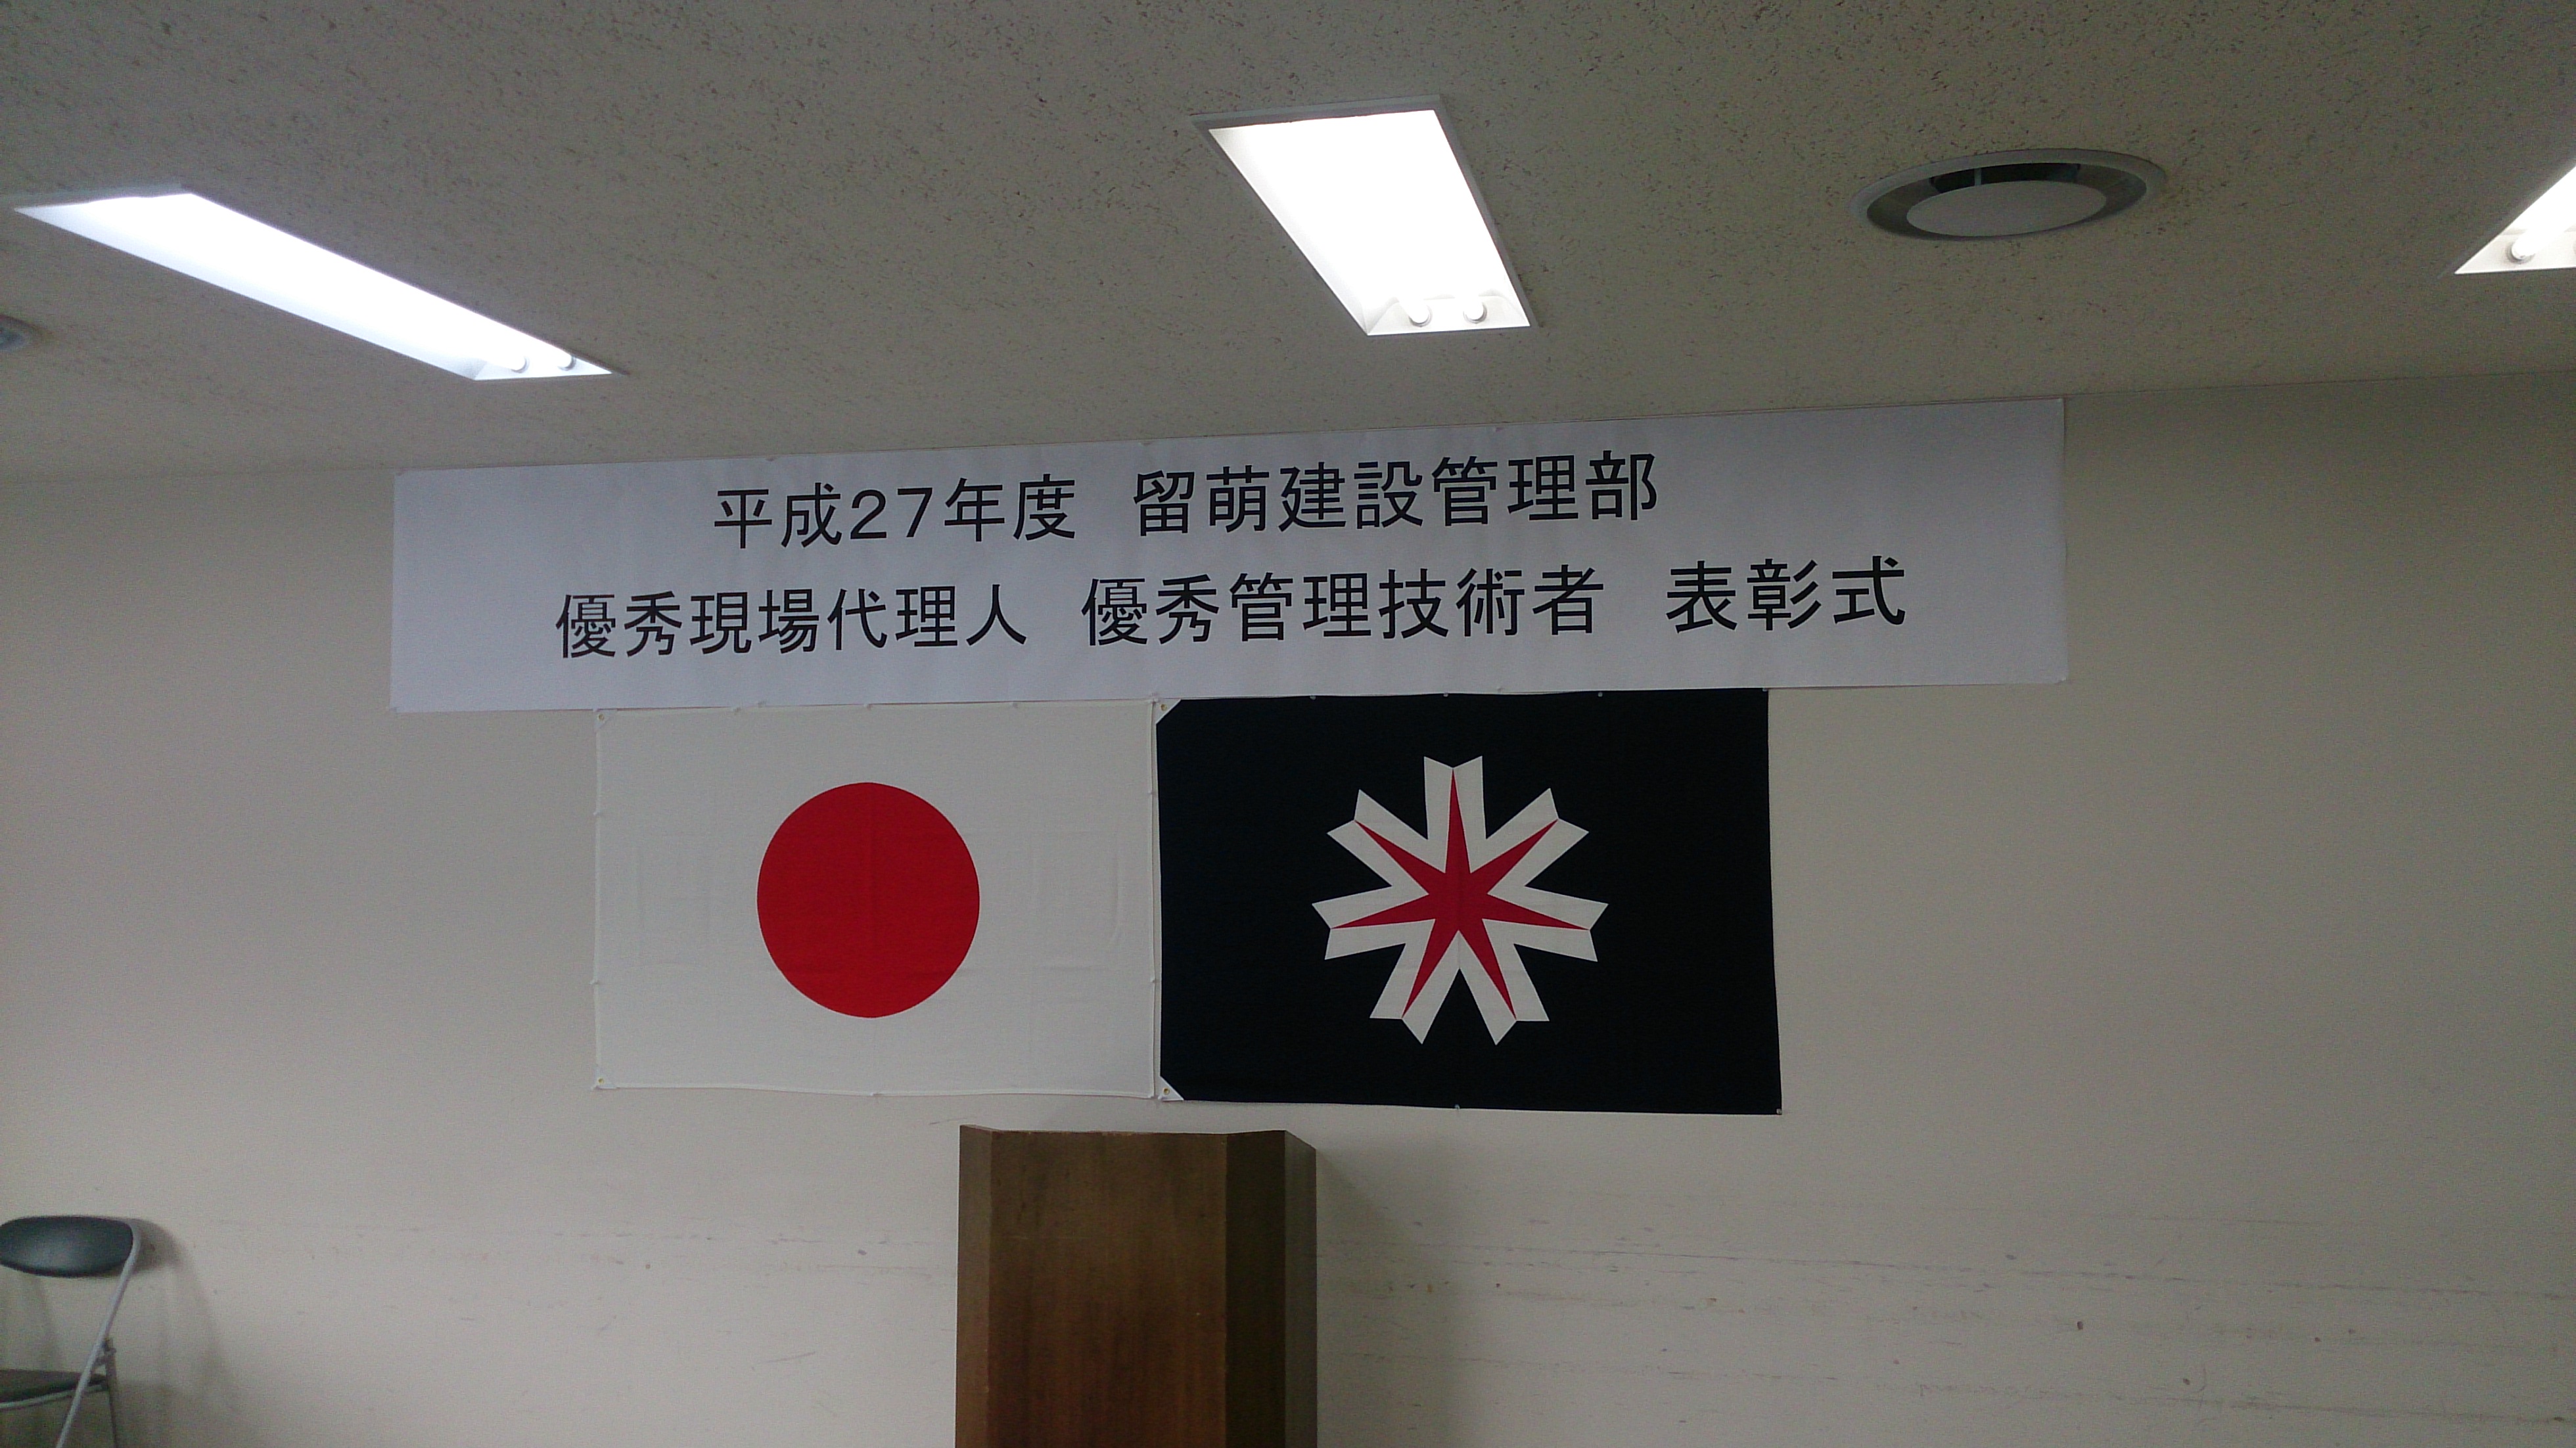 平成２７年度　留萌建設管理部
優秀現場代理人　優秀管理技術者　表彰式